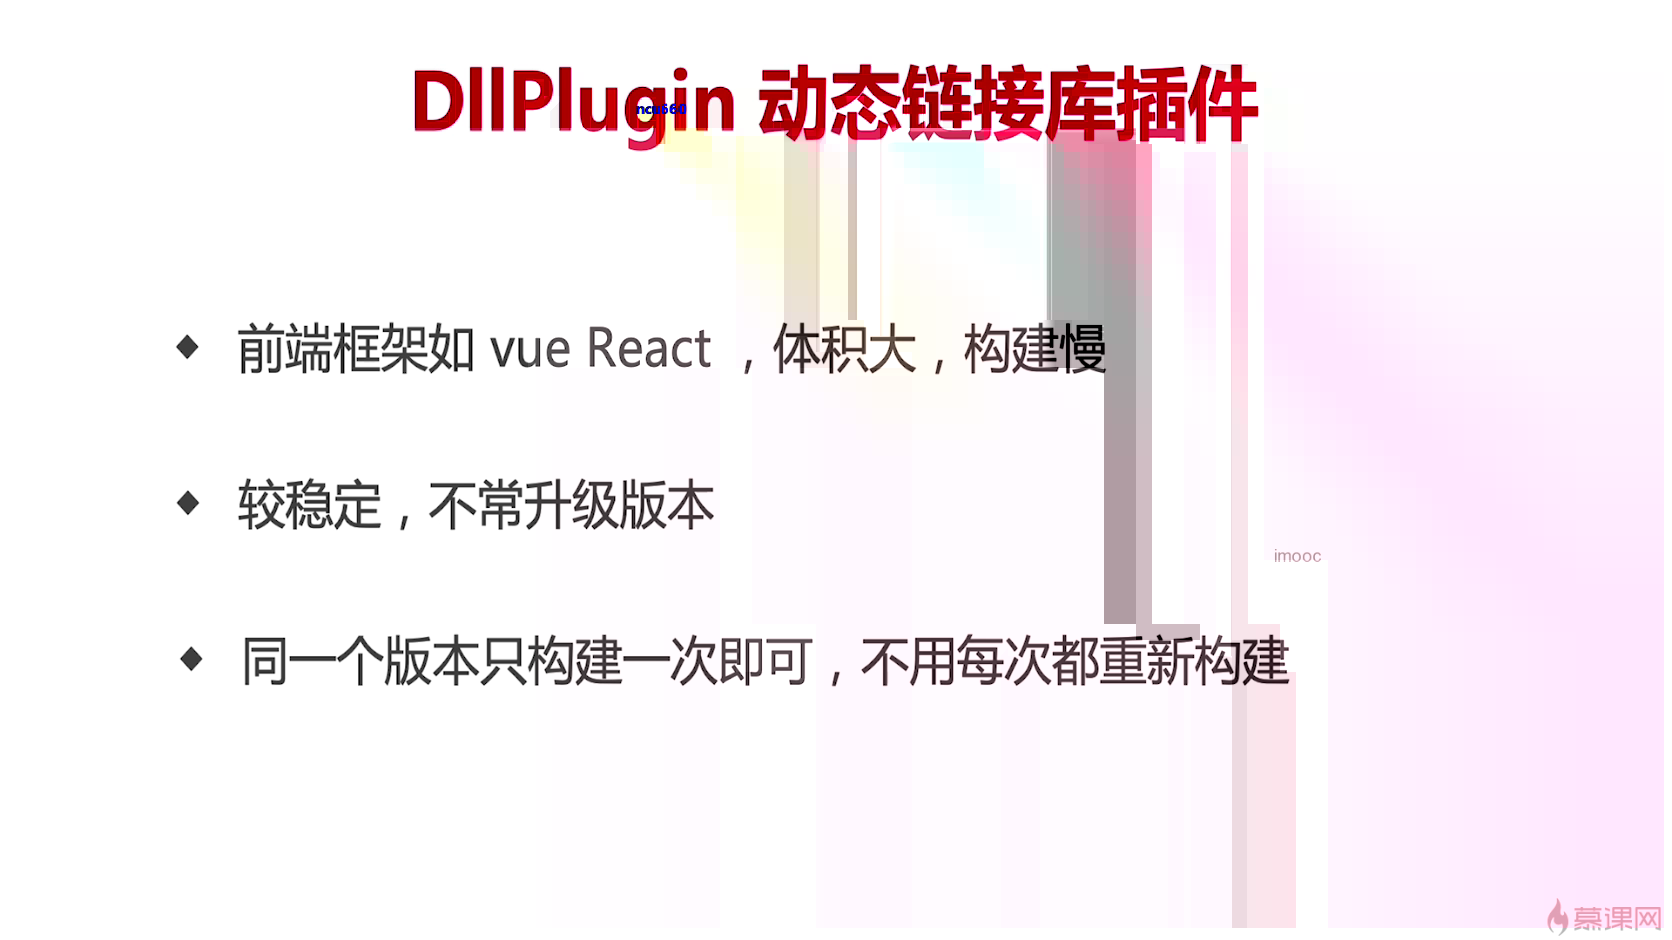 DllPlugin 动态链接库插件
ncu660
◆ 前端框架如 vue React ，体积大，构建慢
◆ 较稳定，不常升级版本
imooc
◆ 同一个版本只构建一次即可，不用每次都重新构建
慕课网